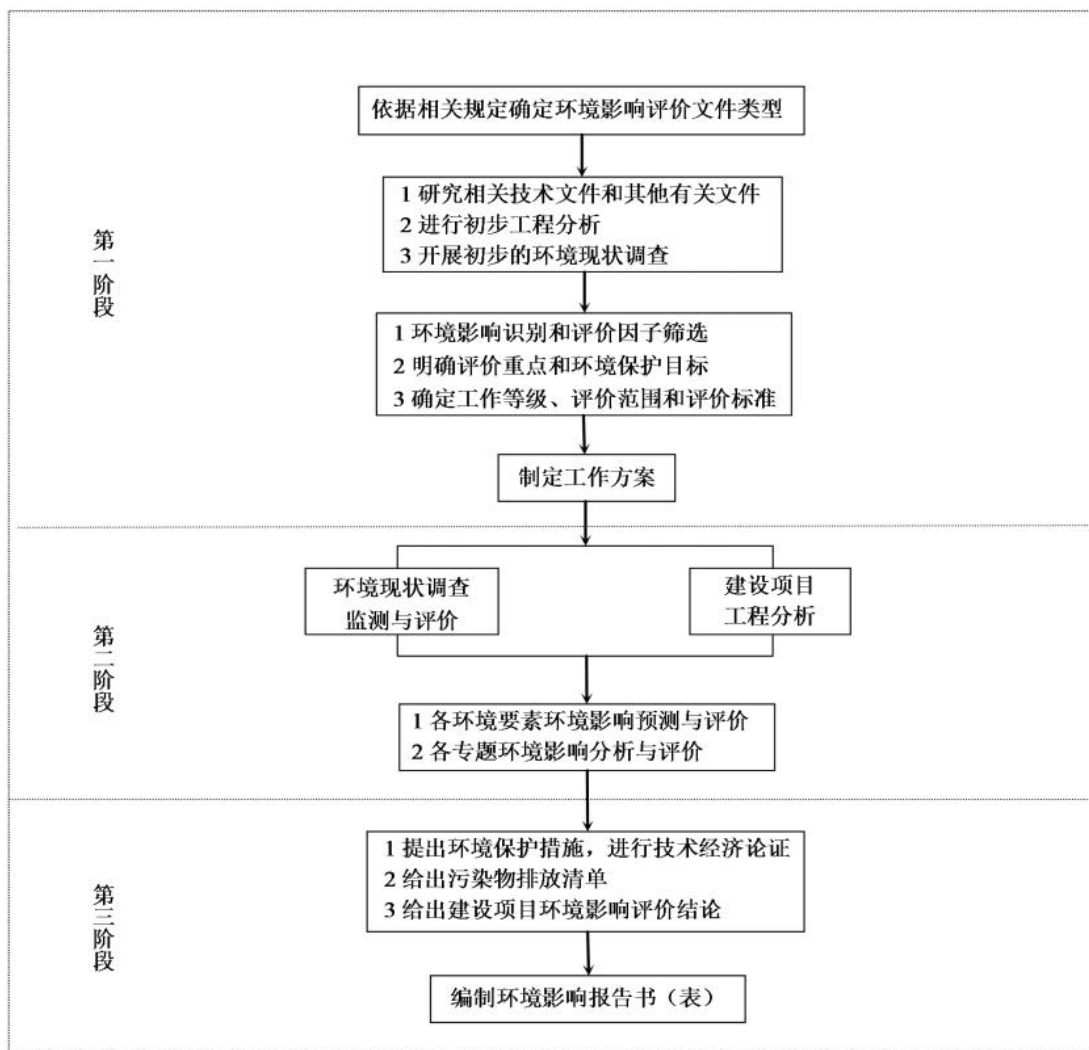 依据相关规定确定环境影响评价文件类型
1 研究相关技术文件和其他有关文件
2 进行初步工程分析
3 开展初步的环境现状调查
第一阶段
1 环境影响识别和评价因子筛选
2 明确评价重点和环境保护目标
3 确定工作等级、评价范围和评价标准
制定工作方案
环境现状调查
监测与评价
建设项目
工程分析
第二阶段
1 各环境要素环境影响预测与评价
2 各专题环境影响分析与评价
1 提出环境保护措施，进行技术经济论证
2 给出污染物排放清单
3 给出建设项目环境影响评价结论
第三阶段
编制环境影响报告书（表）